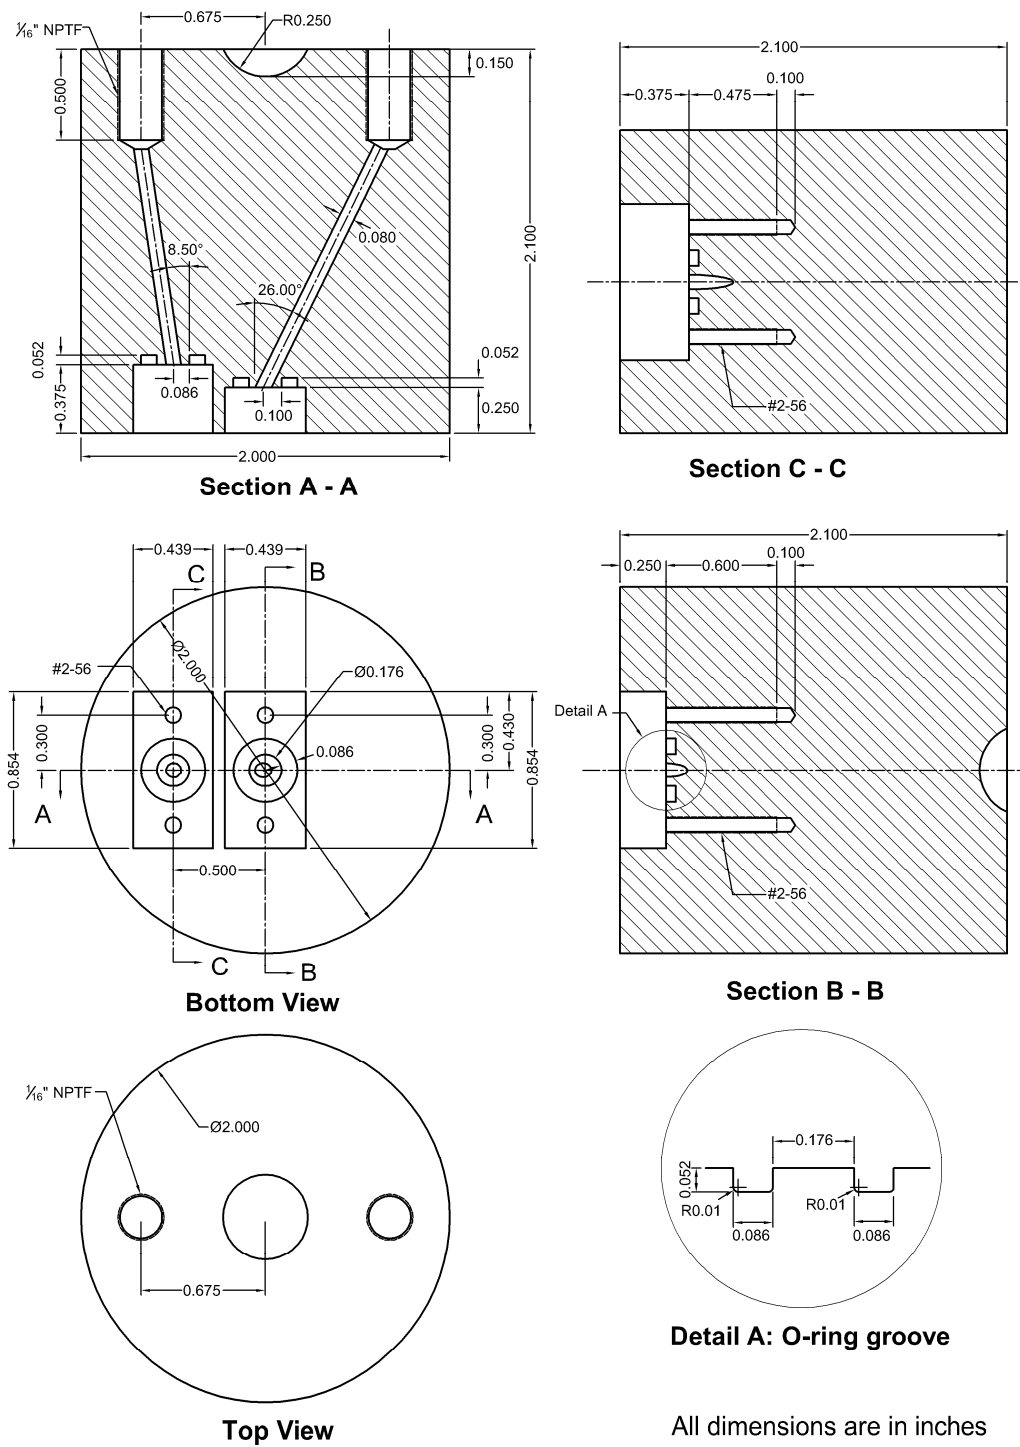 0.675
R0.250
1/16" NPTF
0.500
0.150
2.100
8.50°
26.00°
0.080
0.052
0.375
0.086
0.100
0.052
0.250
2.000
Section A - A
2.100
0.100
0.375
0.475
#2-56
Section C - C
0.439
0.439
C
B
#2-56
Ø2.000
Ø0.176
0.086
0.854
0.300
0.300
0.430
0.854
A
A
0.500
C
B
Bottom View
2.100
0.100
0.250
0.600
Detail A
#2-56
Section B - B
1/16" NPTF
Ø2.000
0.675
Top View
0.176
0.052
R0.01
R0.01
0.086
0.086
Detail A: O-ring groove
All dimensions are in inches